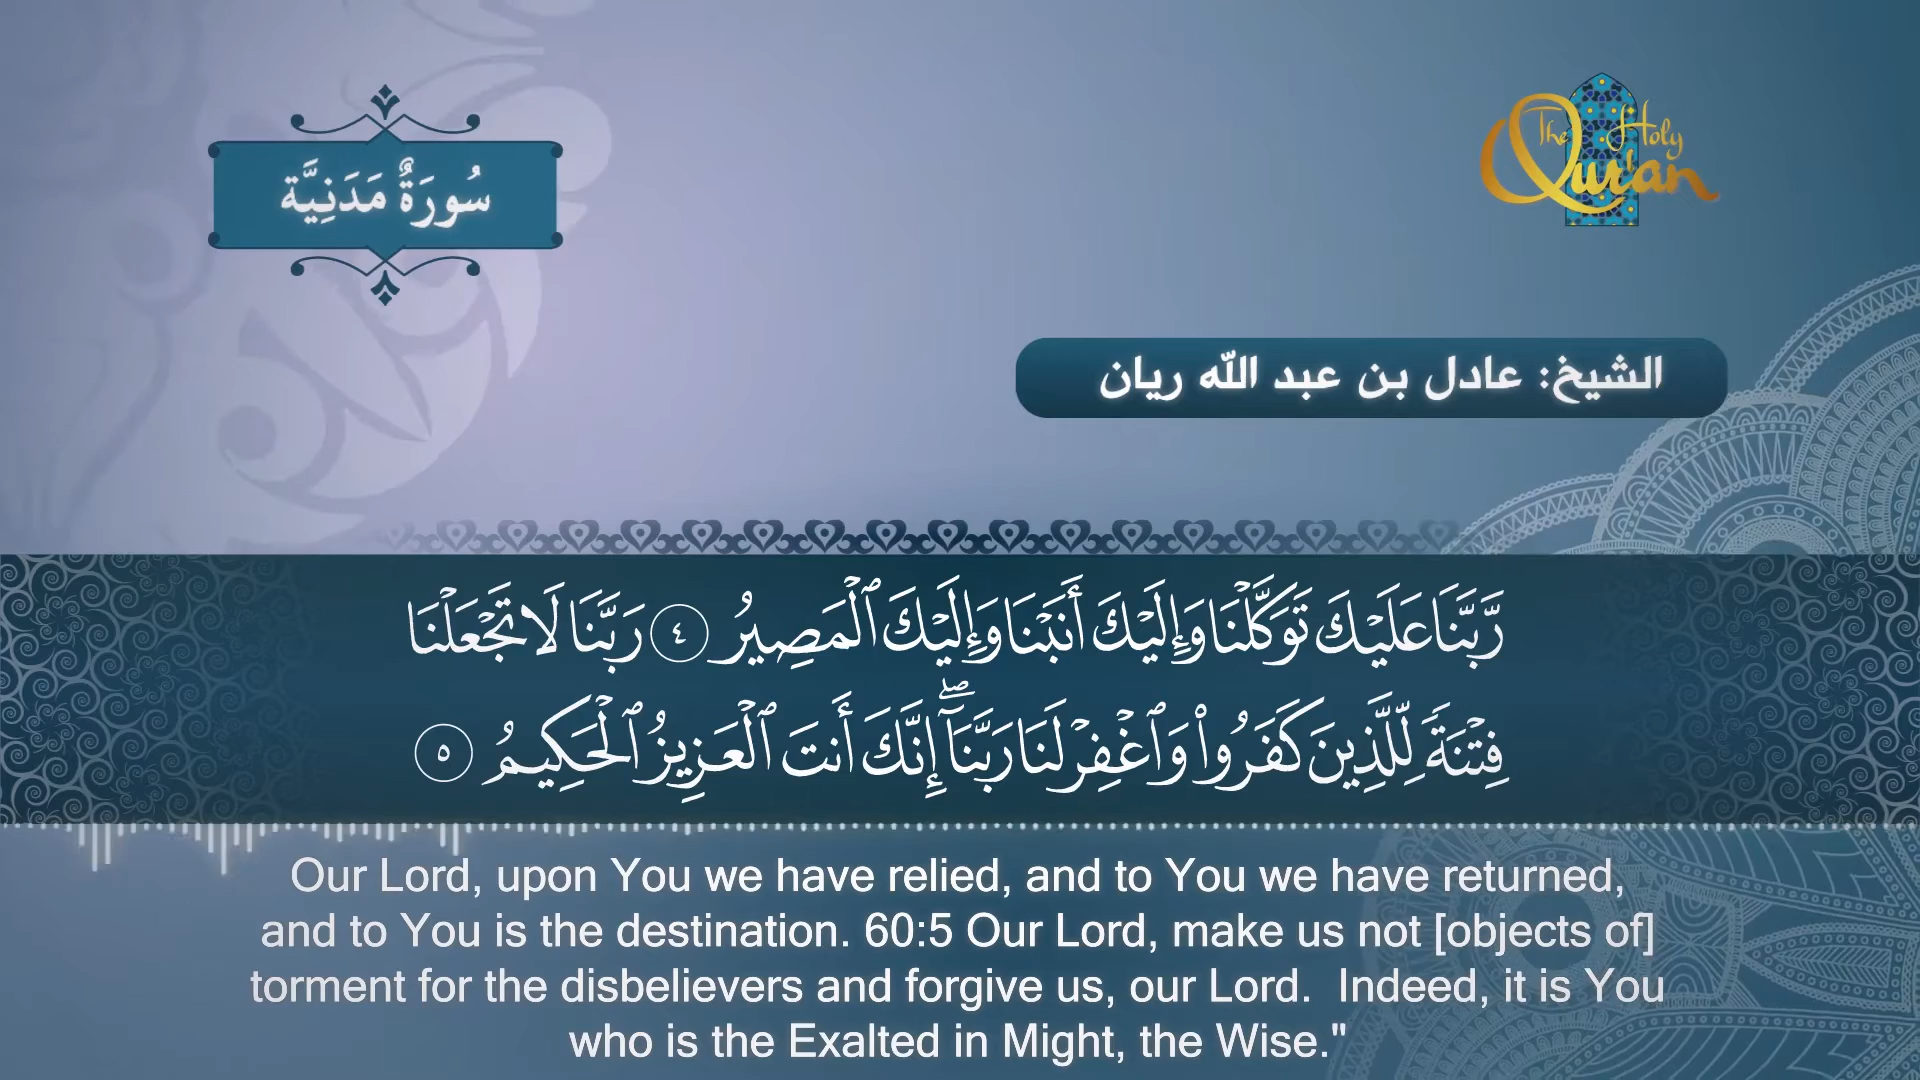 سُورَةٌ مَدَنِيَّة
The Holy
Qur'an
الشيخ: عادل بن عبد الله ريان
رَّبَّنَا عَلَيْكَ تَوَكَّلْنَا وَإِلَيْكَ أَنَبْنَا وَإِلَيْكَ ٱلْمَصِيرُ ٤ رَبَّنَا لَا تَجْعَلْنَا
فِتْنَةً لِّلَّذِينَ كَفَرُوا۟ وَٱغْفِرْ لَنَا رَبَّنَآ ۖ إِنَّكَ أَنتَ ٱلْعَزِيزُ ٱلْحَكِيمُ ٥
Our Lord, upon You we have relied, and to You we have returned,
and to You is the destination. 60:5 Our Lord, make us not [objects of]
torment for the disbelievers and forgive us, our Lord.  Indeed, it is You
who is the Exalted in Might, the Wise."